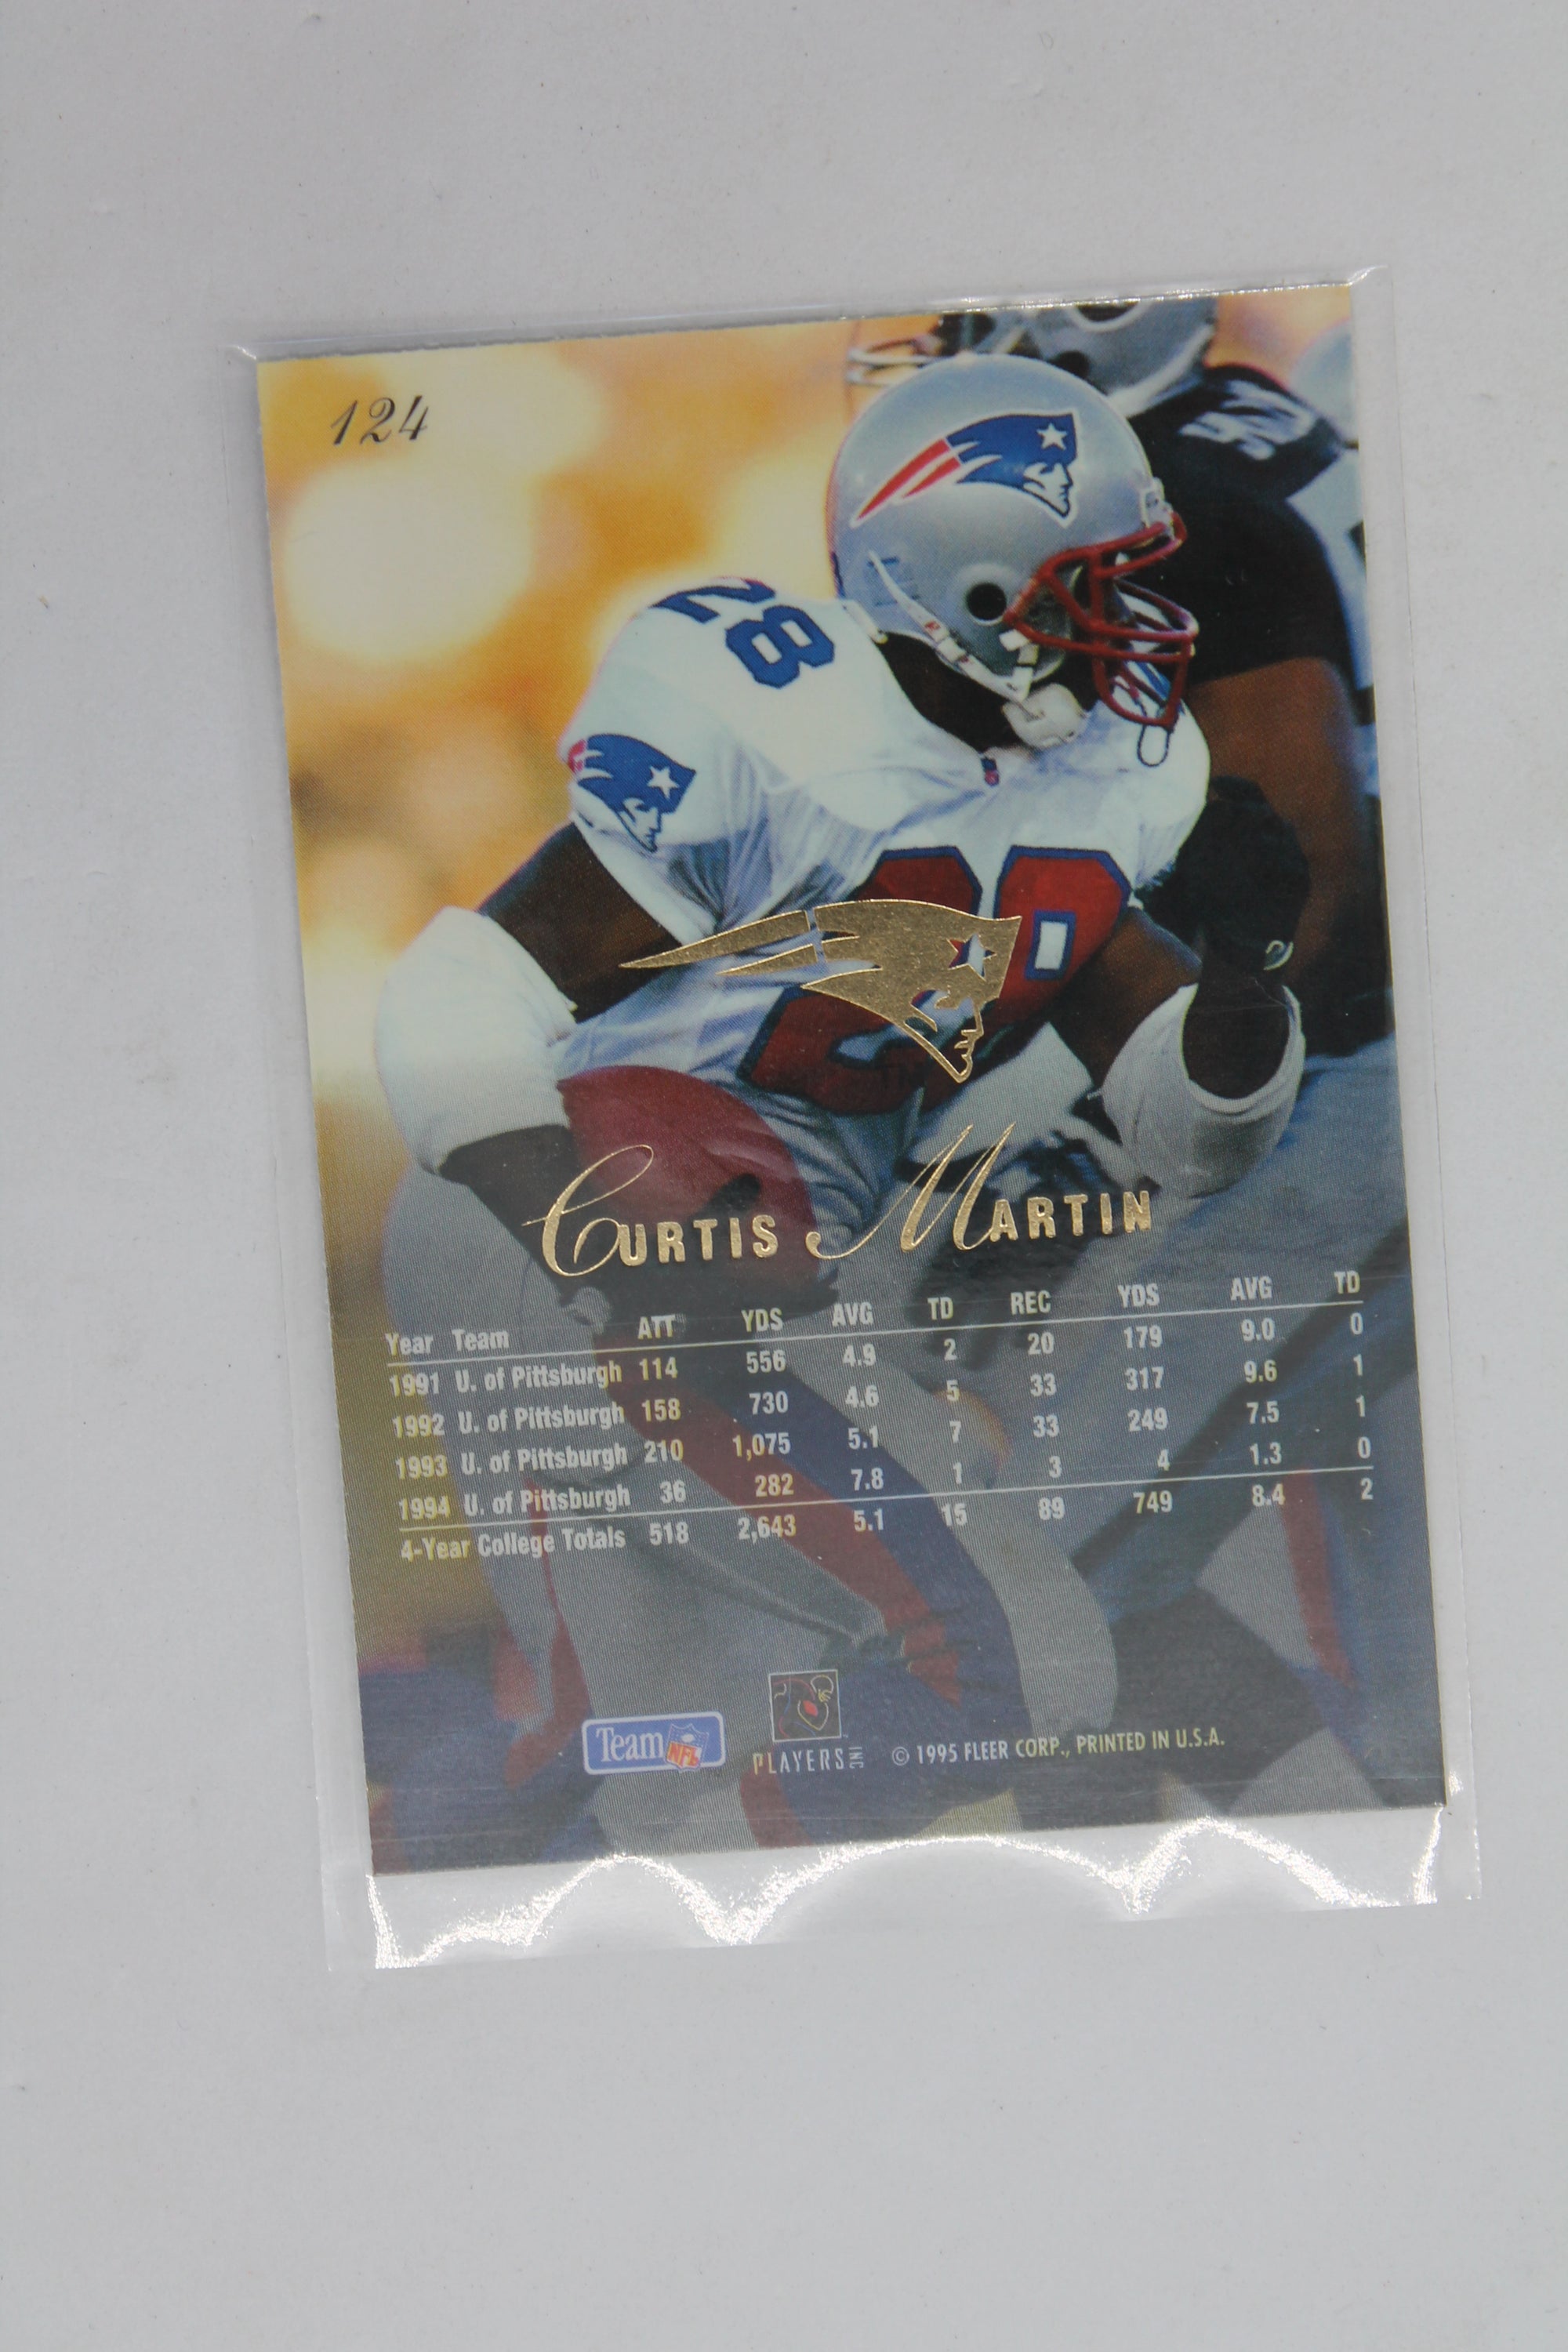 124
28
28
Curtis Martin
Year Team ATT YDS AVG TD REC YDS AVG TD
1991 U. of Pittsburgh 114 556 4.9 2 20 179 9.0 0
1992 U. of Pittsburgh 158 730 4.6 5 33 317 9.6 1
1993 U. of Pittsburgh 210 1,075 5.1 7 33 249 7.5 1
1994 U. of Pittsburgh 36 282 7.8 1 3 4 1.3 0
4-Year College Totals 518 2,643 5.1 15 89 749 8.4 2
Team NFL
PLAYERS INC © 1995 FLEER CORP., PRINTED IN U.S.A.